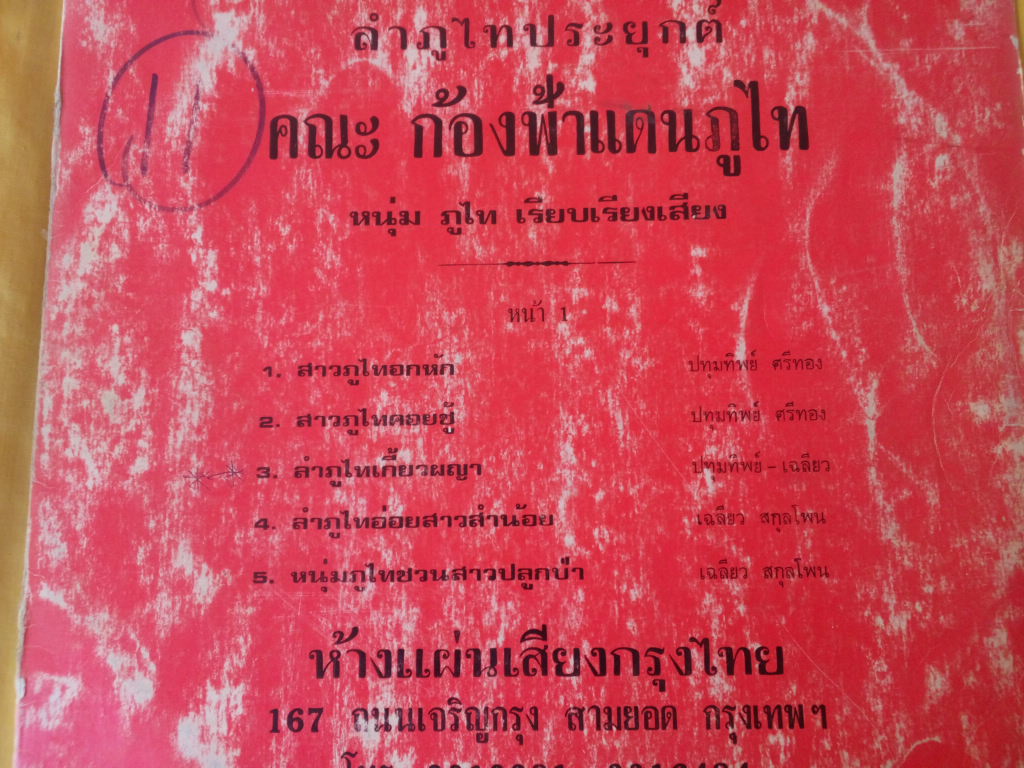 ลำภูไทประยุกต์
คณะ ก้องฟ้าแดนภูไท
หนุ่ม ภูไท เรียบเรียงเสียง
หน้า 1
1. สาวภูไทอกหัก ปทุมทิพย์ ศรีทอง
2. สาวภูไทคอยชู้ ปทุมทิพย์ ศรีทอง
3. ลำภูไทเกี้ยวผญา ปทุมทิพย์ - เฉลียว
4. ลำภูไทอ่อยสาวสำน้อย เฉลียว สกุลโพน
5. หนุ่มภูไทชวนสาวปลูกป่า เฉลียว สกุลโพน
ห้างแผ่นเสียงกรุงไทย
167 ถนนเจริญกรุง สามยอด กรุงเทพฯ